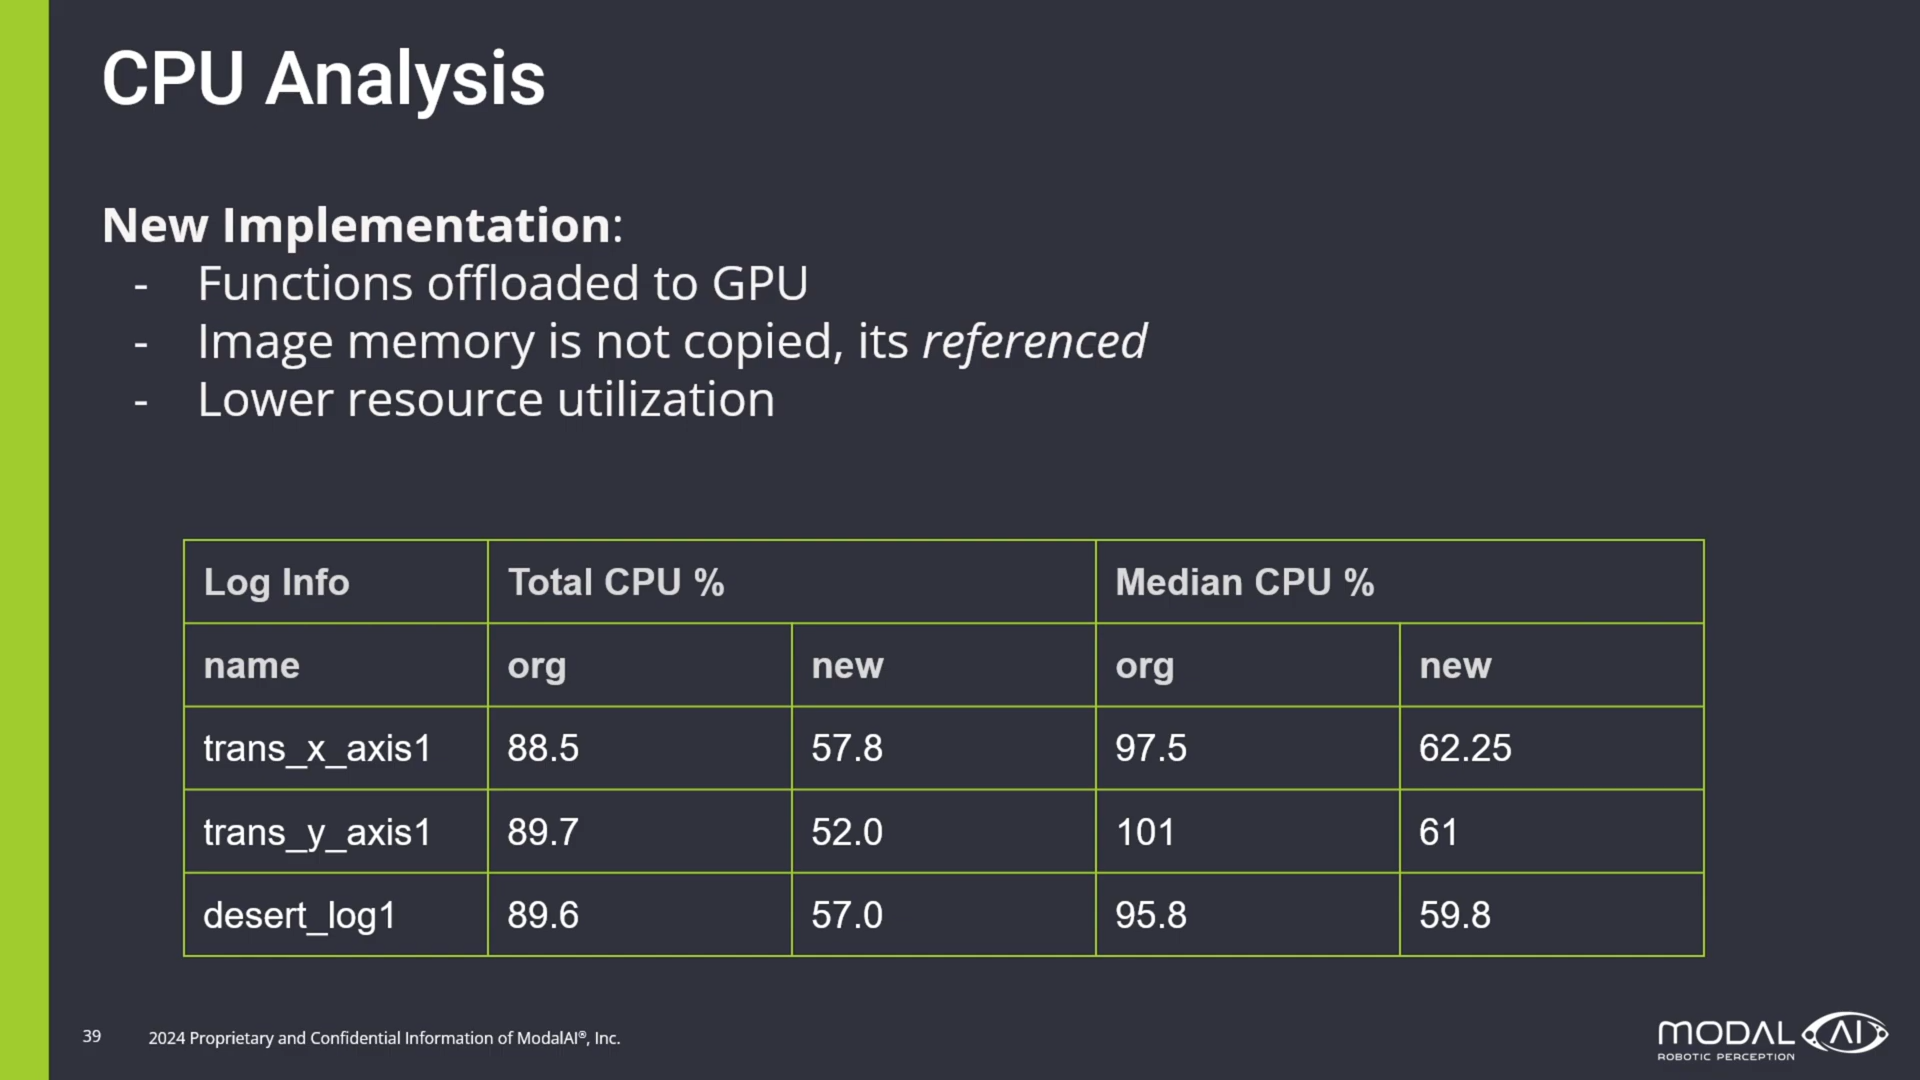 CPU Analysis
New Implementation:
- Functions offloaded to GPU
- Image memory is not copied, its referenced
- Lower resource utilization
Log Info Total CPU % Median CPU %
name org new org new
trans_x_axis1 88.5 57.8 97.5 62.25
trans_y_axis1 89.7 52.0 101 61
desert_log1 89.6 57.0 95.8 59.8
39 2024 Proprietary and Confidential Information of ModalAI®, Inc.
MODAL AI
ROBOTIC PERCEPTION